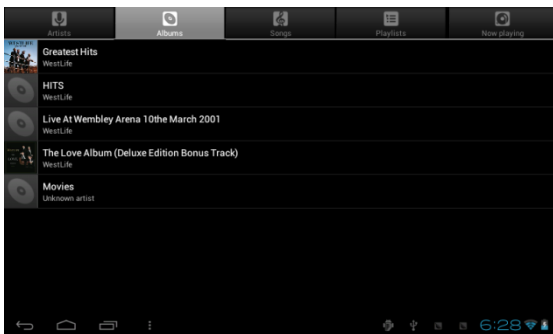 Artists
Albums
Songs
Playlists
Now playing
Greatest Hits
WestLife
HITS
WestLife
Live At Wembley Arena 10the March 2001
WestLife
The Love Album (Deluxe Edition Bonus Track)
WestLife
Movies
Unknown artist
6:28